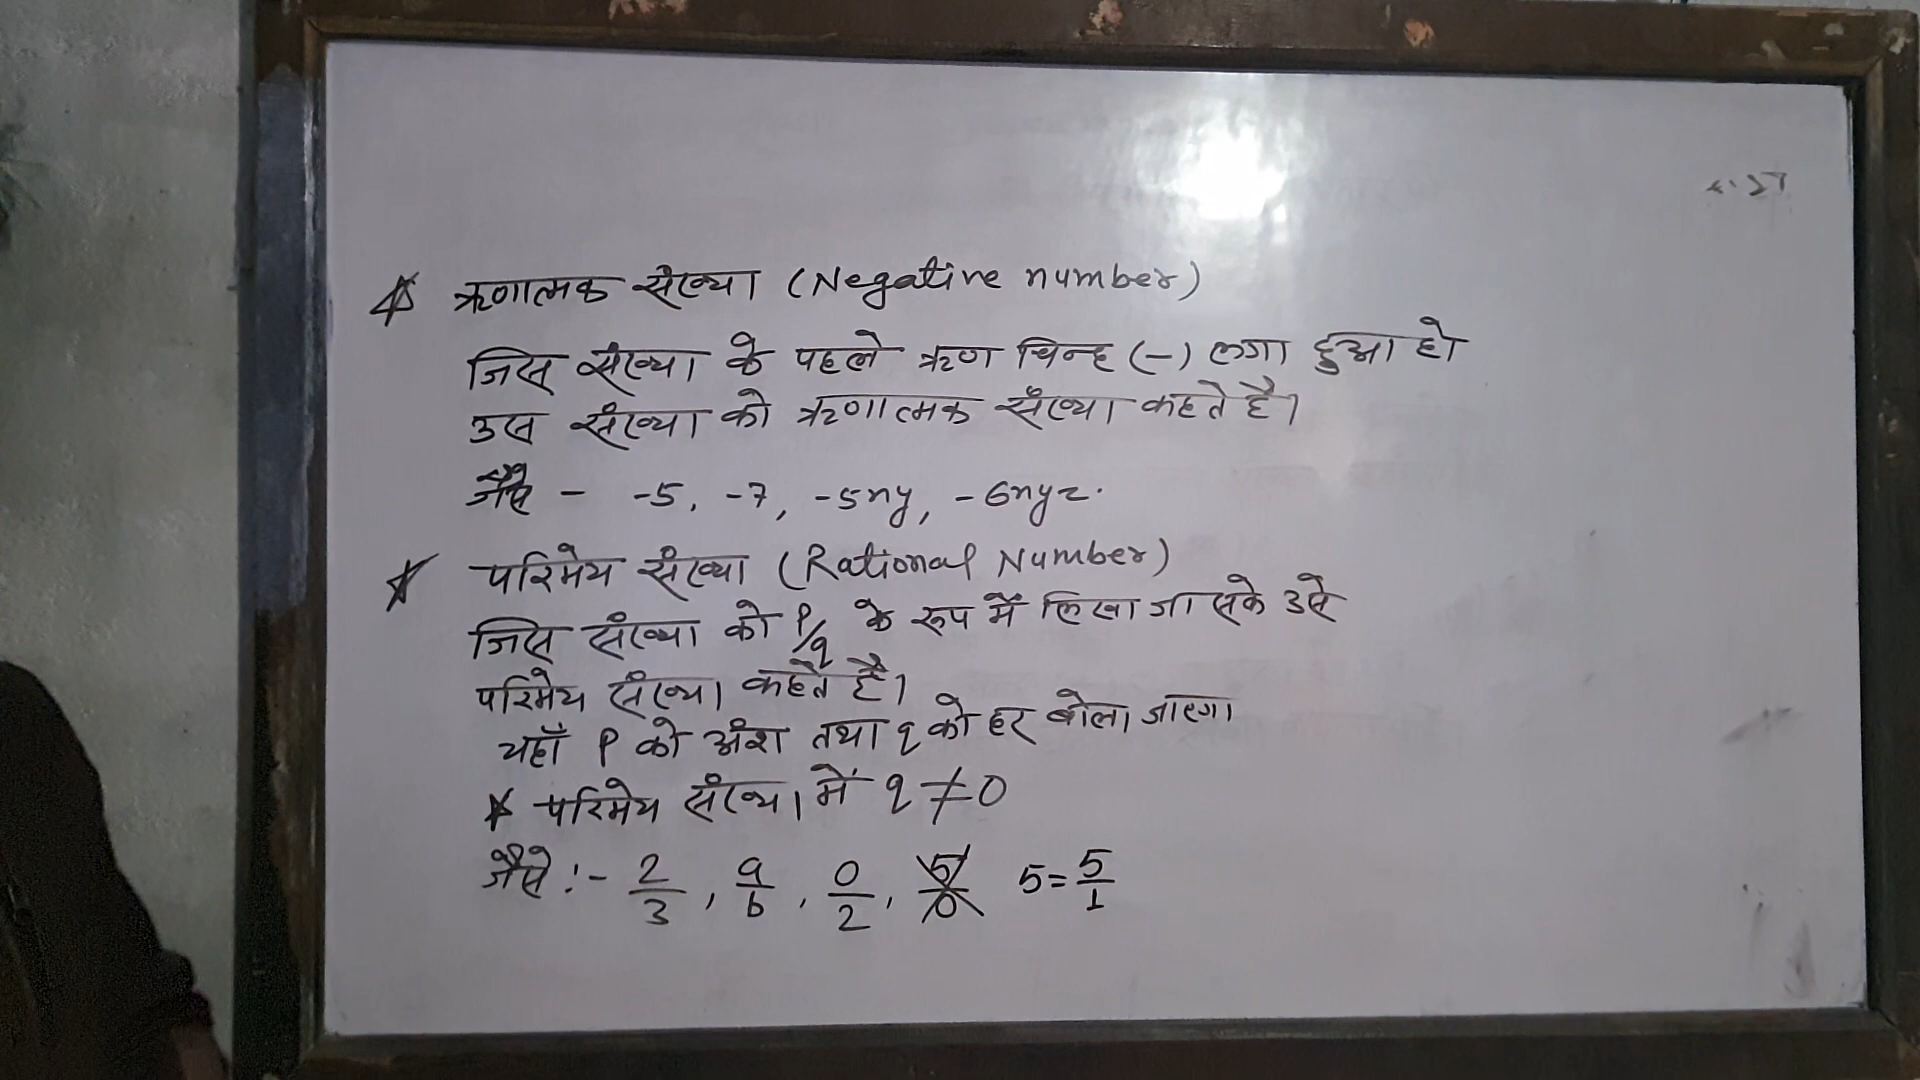 * ऋणात्मक संख्या (Negative number)
जिस संख्या के पहले ऋण चिन्ह (-) लगा हुआ हो
उस संख्या को ऋणात्मक संख्या कहते है।
जैसे - -5, -7, -5xy, -6xyz.
* परिमेय संख्या (Rational Number)
जिस संख्या को P/q के रूप में लिखा जा सके उसे
परिमेय संख्या कहते है।
यहाँ P को अंश तथा q को हर बोला जाएगा
* परिमेय संख्या में q ≠ 0
जैसे :- 2/3, a/b, 0/2, 5/0 5 = 5/1